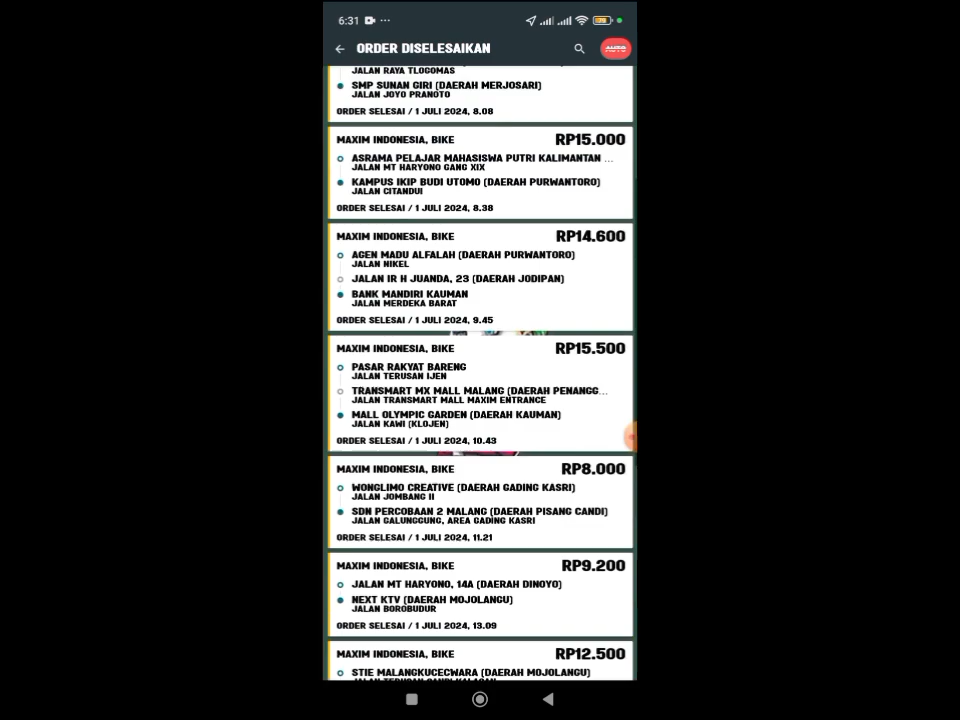 6:31
ORDER DISELESAIKAN
AUTO
JALAN RAYA TLOGOMAS
SMP SUNAN GIRI (DAERAH MERJOSARI)
JALAN JOYO PRANOTO
ORDER SELESAI / 1 JULI 2024, 8.08
MAXIM INDONESIA, BIKE RP15.000
ASRAMA PELAJAR MAHASISWA PUTRI KALIMANTAN ...
JALAN MT HARYONO GANG XIX
KAMPUS IKIP BUDI UTOMO (DAERAH PURWANTORO)
JALAN CITANDUI
ORDER SELESAI / 1 JULI 2024, 8.38
MAXIM INDONESIA, BIKE RP14.600
AGEN MADU ALFALAH (DAERAH PURWANTORO)
JALAN NIKEL
JALAN IR H JUANDA, 23 (DAERAH JODIPAN)
BANK MANDIRI KAUMAN
JALAN MERDEKA BARAT
ORDER SELESAI / 1 JULI 2024, 9.45
MAXIM INDONESIA, BIKE RP15.500
PASAR RAKYAT BARENG
JALAN TERUSAN IJEN
TRANSMART MX MALL MALANG (DAERAH PENANGG...
JALAN TRANSMART MALL MAXIM ENTRANCE
MALL OLYMPIC GARDEN (DAERAH KAUMAN)
JALAN KAWI (KLOJEN)
ORDER SELESAI / 1 JULI 2024, 10.43
MAXIM INDONESIA, BIKE RP8.000
WONGLIMO CREATIVE (DAERAH GADING KASRI)
JALAN JOMBANG II
SDN PERCOBAAN 2 MALANG (DAERAH PISANG CANDI)
JALAN GALUNGGUNG, AREA GADING KASRI
ORDER SELESAI / 1 JULI 2024, 11.21
MAXIM INDONESIA, BIKE RP9.200
JALAN MT HARYONO, 14A (DAERAH DINOYO)
NEXT KTV (DAERAH MOJOLANGU)
JALAN BOROBUDUR
ORDER SELESAI / 1 JULI 2024, 13.09
MAXIM INDONESIA, BIKE RP12.500
STIE MALANGKUCECWARA (DAERAH MOJOLANGU)